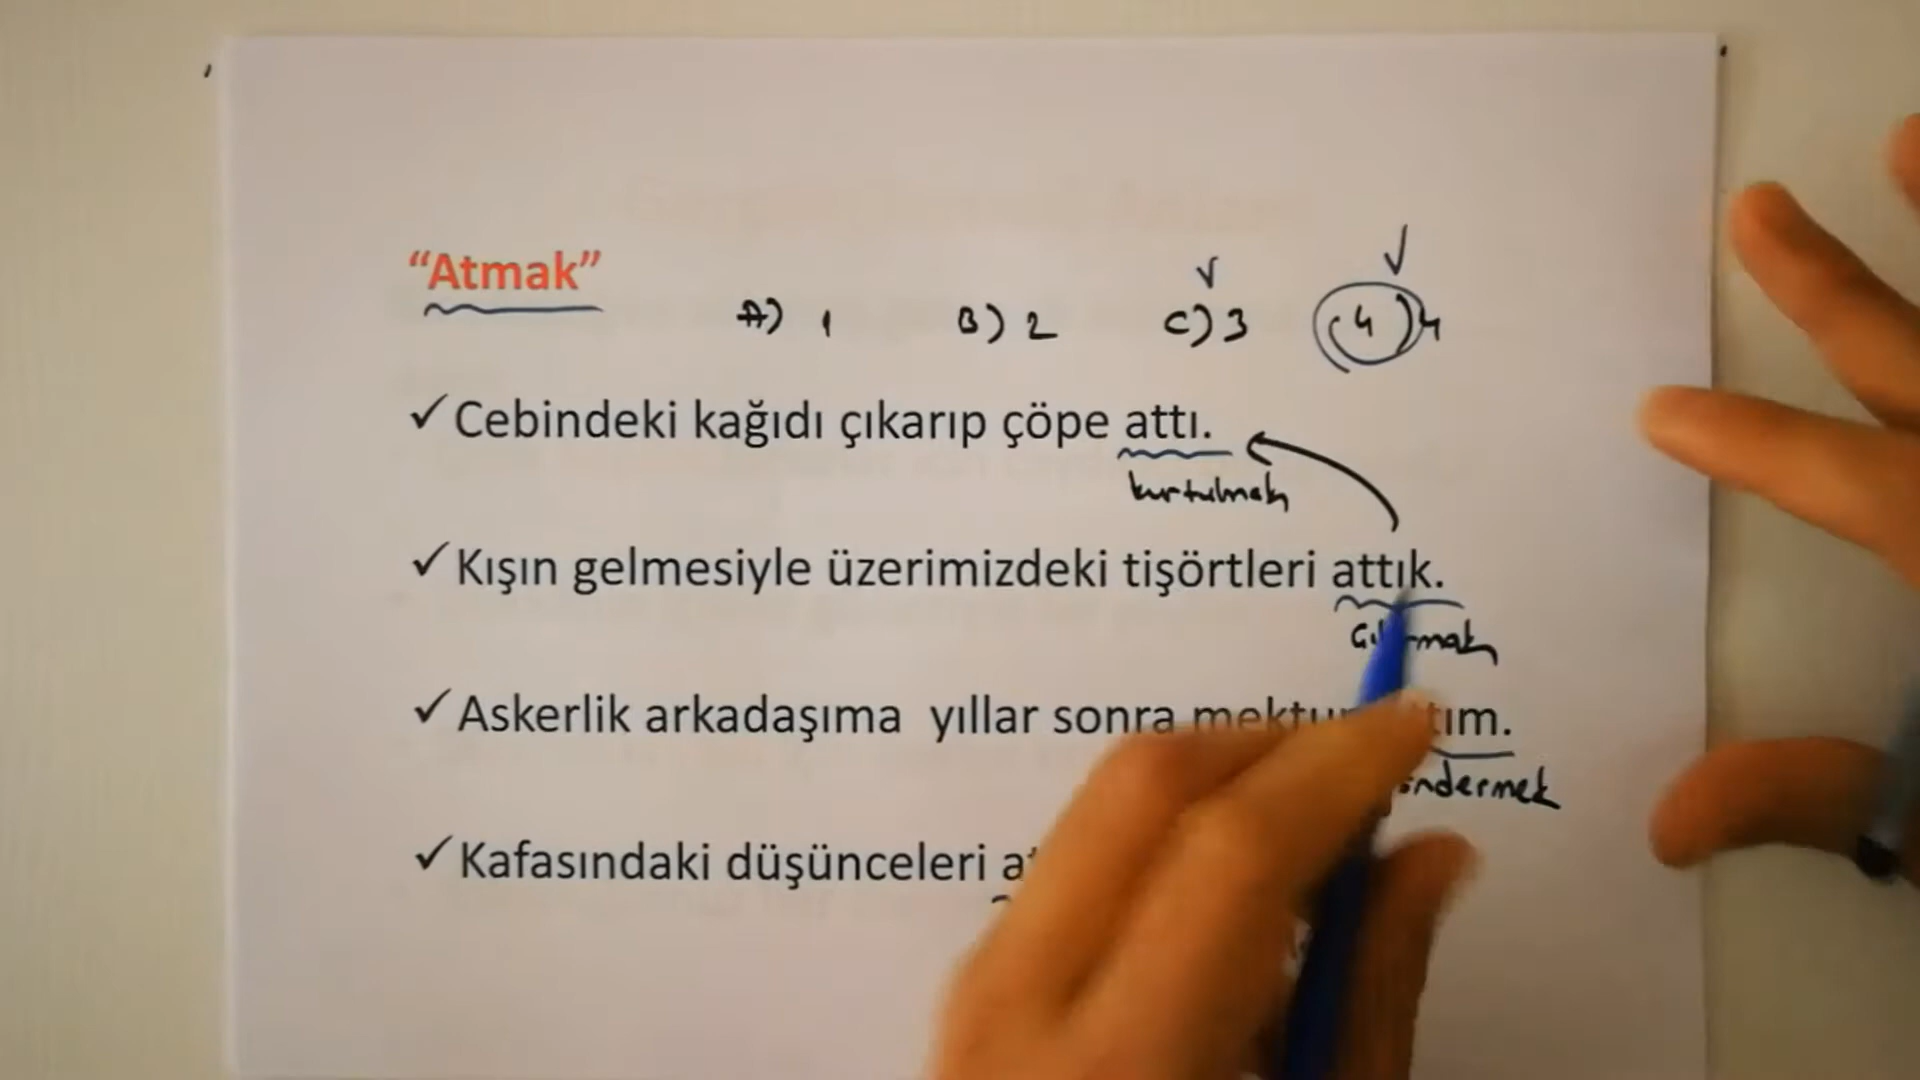 “Atmak”
A) 1 B) 2 C) 3 (4) 4
✓ Cebindeki kağıdı çıkarıp çöpe attı.
kurtulmak
✓ Kışın gelmesiyle üzerimizdeki tişörtleri attık.
✓ Askerlik arkadaşıma yıllar sonra
✓ Kafasındaki düşünceleri